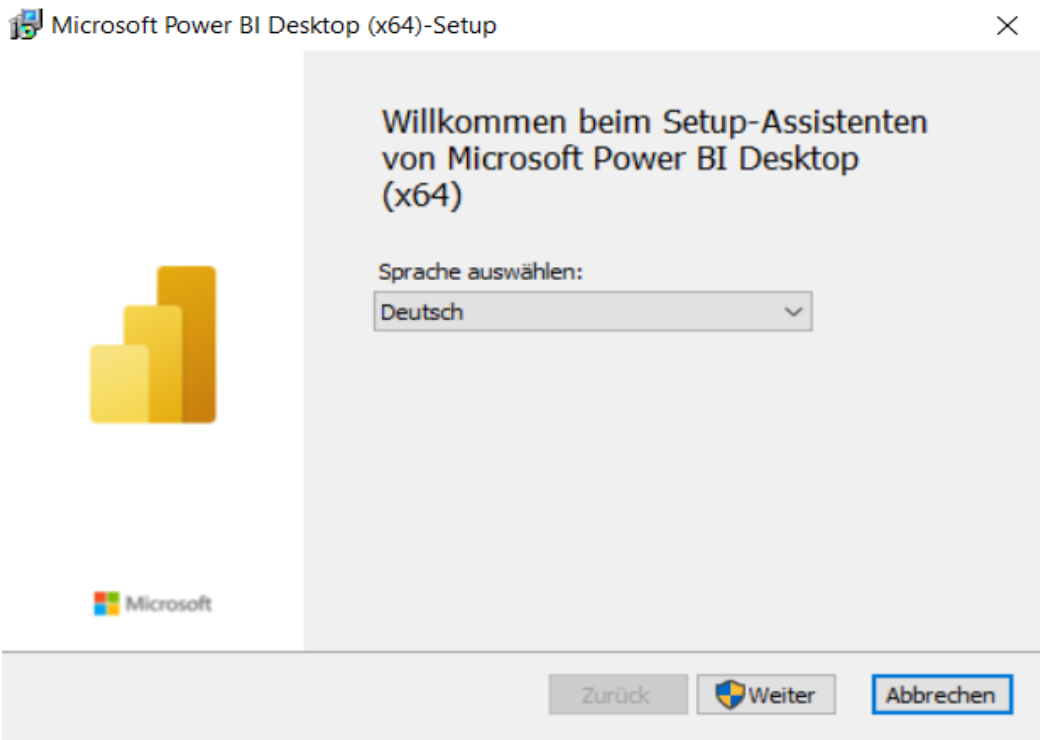 Microsoft Power BI Desktop (x64)-Setup
Willkommen beim Setup-Assistenten
von Microsoft Power BI Desktop
(x64)
Sprache auswählen:
Deutsch
Microsoft
Zurück
Weiter
Abbrechen